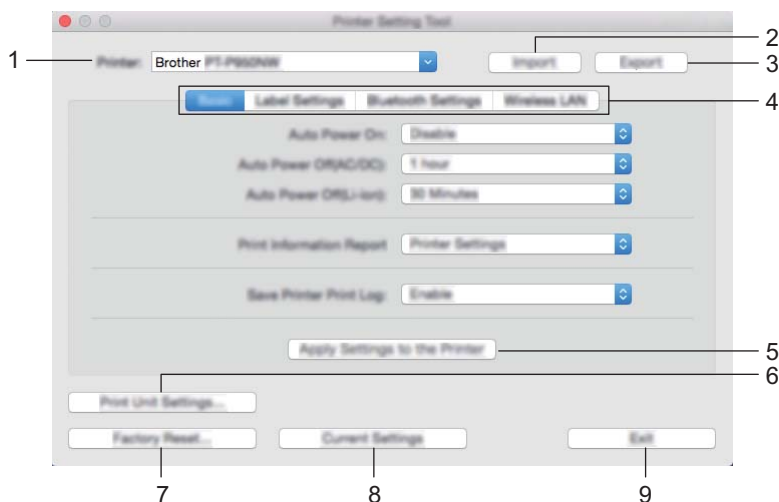 Printer Setting Tool
1 Printer: Brother PT-P950NW Import Export 2
3
Basic Label Settings Bluetooth Settings Wireless LAN 4
Auto Power On: Disable
Auto Power Off(AC/DC): 1 hour
Auto Power Off(Li-ion): 30 Minutes
Print Information Report Printer Settings
Save Printer Print Log: Enable
Apply Settings to the Printer 5
6
Print Unit Settings...
Factory Reset... Current Settings Exit
7 8 9